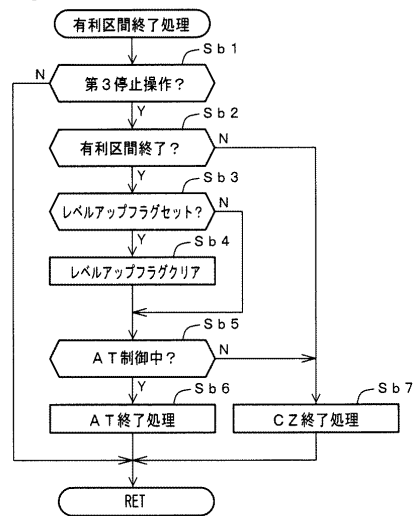 有利区間終了処理
Sb1
N
第3停止操作？
Y
Sb2
有利区間終了？
N
Y
Sb3
レベルアップフラグセット？
N
Y
Sb4
レベルアップフラグクリア
Sb5
AT制御中？
N
Y
Sb6
Sb7
AT終了処理
CZ終了処理
RET